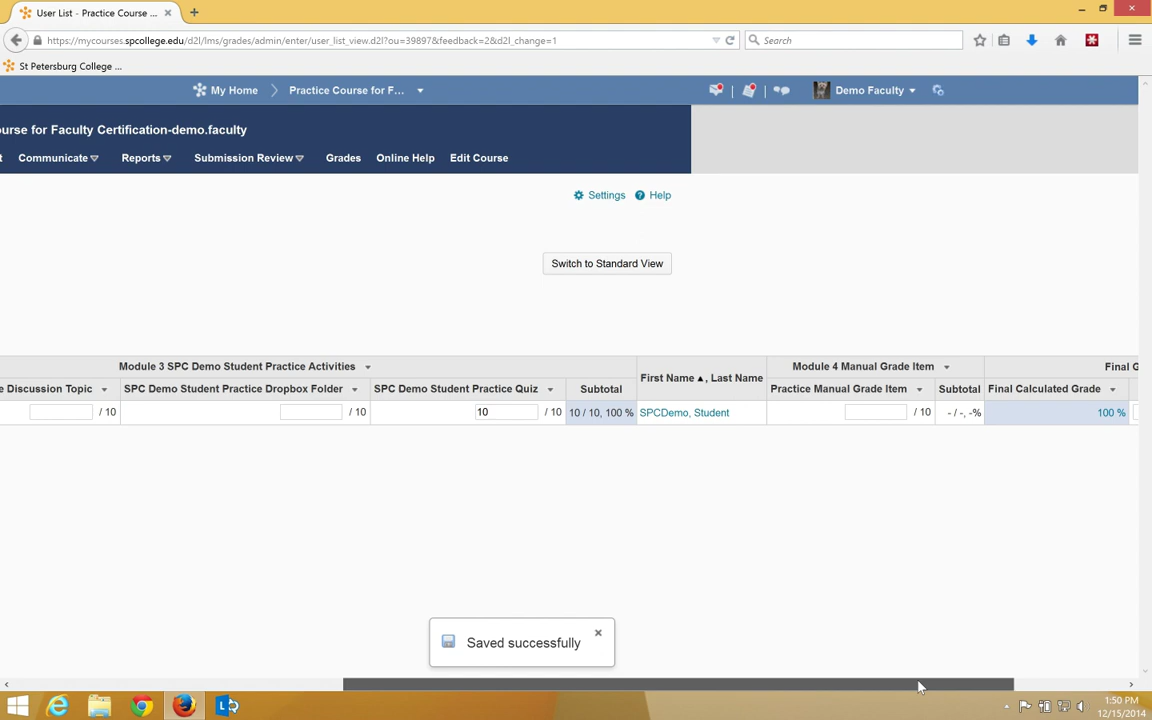 User List - Practice Course ...
https://mycourses.spcollege.edu/d2l/lms/grades/admin/enter/user_list_view.d2l?ou=39897&feedback=2&d2l_change=1
Search
St Petersburg College ...
My Home
Practice Course for F...
Demo Faculty
ourse for Faculty Certification-demo.faculty
t Communicate Reports Submission Review Grades Online Help Edit Course
Settings Help
Switch to Standard View
Module 3 SPC Demo Student Practice Activities
First Name ▲, Last Name
Module 4 Manual Grade Item
Final G
e Discussion Topic
SPC Demo Student Practice Dropbox Folder
SPC Demo Student Practice Quiz
Subtotal
Practice Manual Grade Item
Subtotal
Final Calculated Grade
/ 10
/ 10
10 / 10
10 / 10, 100 %
SPCDemo, Student
/ 10
- / -, -%
100 %
Saved successfully
1:50 PM
12/15/2014